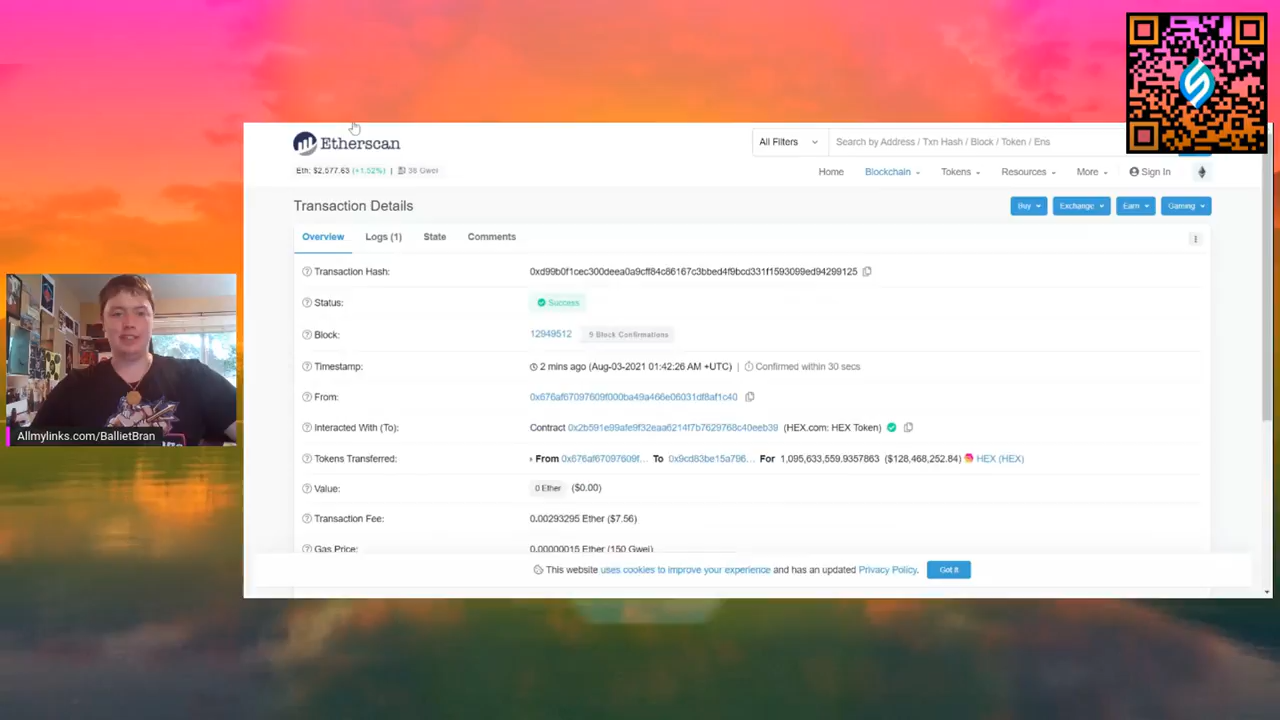 Etherscan
All Filters
Search by Address / Txn Hash / Block / Token / Ens
Eth: $2,577.63 (+1.52%) | 38 Gwei
Home
Blockchain
Tokens
Resources
More
Sign In
Transaction Details
Buy
Exchange
Earn
Gaming
Overview
Logs (1)
State
Comments
Transaction Hash:
0xd99b0f1cec300deea0a9cff84c86167c3bbed4f9bcd331f1593099ed94299125
Status:
Success
Block:
12949512
9 Block Confirmations
Timestamp:
2 mins ago (Aug-03-2021 01:42:26 AM +UTC) | Confirmed within 30 secs
From:
0x676af67097609f000ba49a466e06031df8af1c40
Interacted With (To):
Contract 0x2b591e99afe9f32eaa6214f7b7629768c40eeb39 (HEX.com: HEX Token)
Tokens Transferred:
From 0x676af67097609f... To 0x9cd83be15a796... For 1,095,633,559.9357863 ($128,468,252.84) HEX (HEX)
Value:
0 Ether ($0.00)
Transaction Fee:
0.00293295 Ether ($7.56)
Gas Price:
0.00000015 Ether (150 Gwei)
This website uses cookies to improve your experience and has an updated Privacy Policy.
Got It
Allmylinks.com/BallietBran